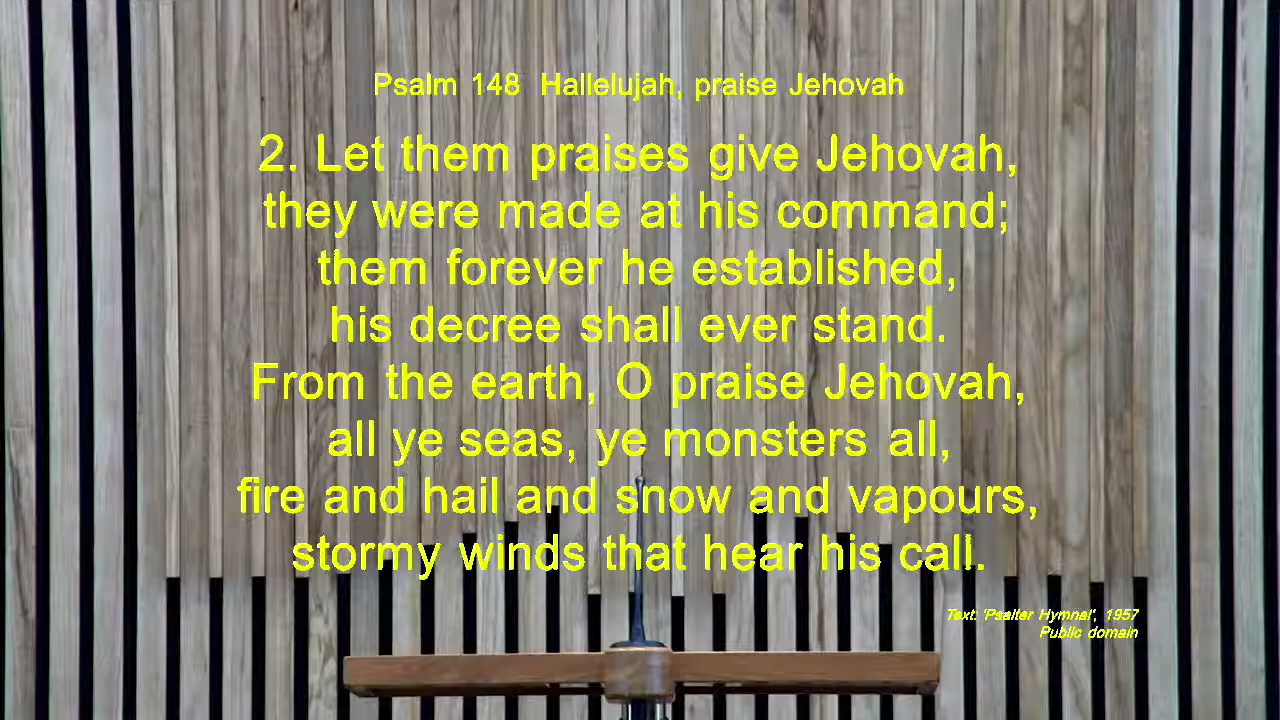 Psalm 148 Hallelujah, praise Jehovah
2. Let them praises give Jehovah,
they were made at his command;
them forever he established,
his decree shall ever stand.
From the earth, O praise Jehovah,
all ye seas, ye monsters all,
fire and hail and snow and vapours,
stormy winds that hear his call.
Text: 'Psalter Hymnal', 1957
Public domain